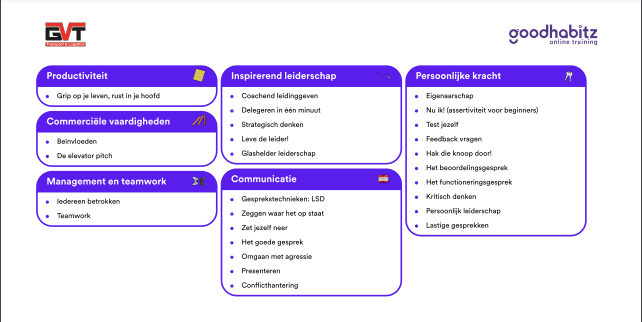 GVT
Transport & Logistics
goodhabitz
online training
Productiviteit
Grip op je leven, rust in je hoofd
Commerciële vaardigheden
Beïnvloeden
De elevator pitch
Management en teamwork
Iedereen betrokken
Teamwork
Inspirerend leiderschap
Coachend leidinggeven
Delegeren in één minuut
Strategisch denken
Leve de leider!
Glashelder leiderschap
Communicatie
Gesprekstechnieken: LSD
Zeggen waar het op staat
Zet jezelf neer
Het goede gesprek
Omgaan met agressie
Presenteren
Conflicthantering
Persoonlijke kracht
Eigenaarschap
Nu ik! (assertiviteit voor beginners)
Test jezelf
Feedback vragen
Hak die knoop door!
Het beoordelingsgesprek
Het functioneringsgesprek
Kritisch denken
Persoonlijk leiderschap
Lastige gesprekken